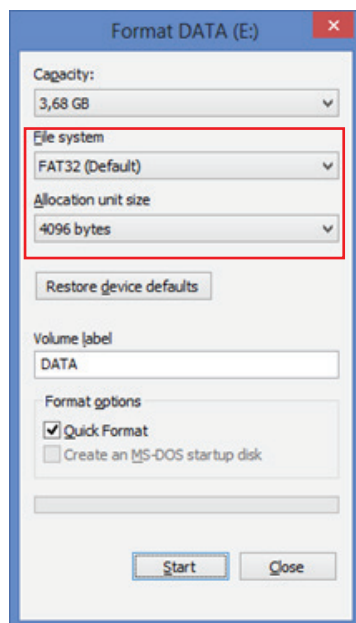 Format DATA (E:)
Capacity:
3,68 GB
File system
FAT32 (Default)
Allocation unit size
4096 bytes
Restore device defaults
Volume label
DATA
Format options
Quick Format
Create an MS-DOS startup disk
Start Close